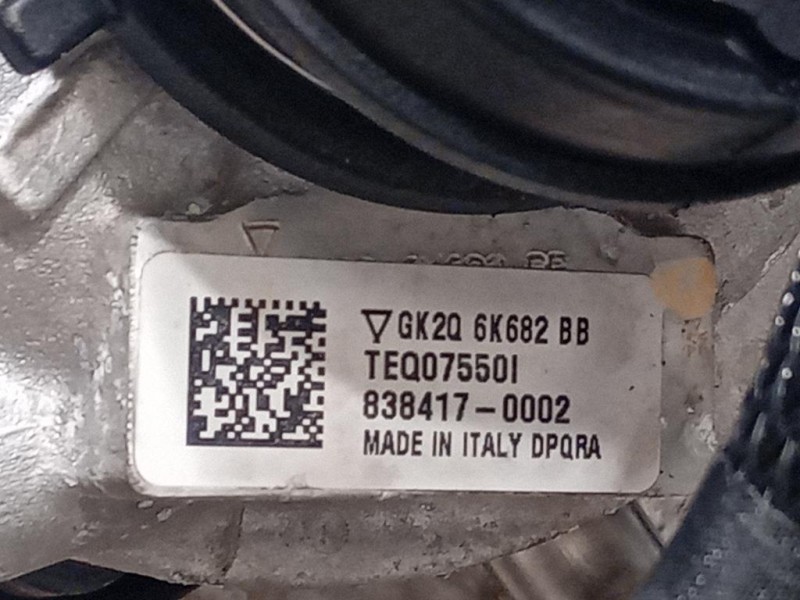 ▽ GK2Q 6K682 BB
TEQ07550I
838417-0002
MADE IN ITALY DPQRA